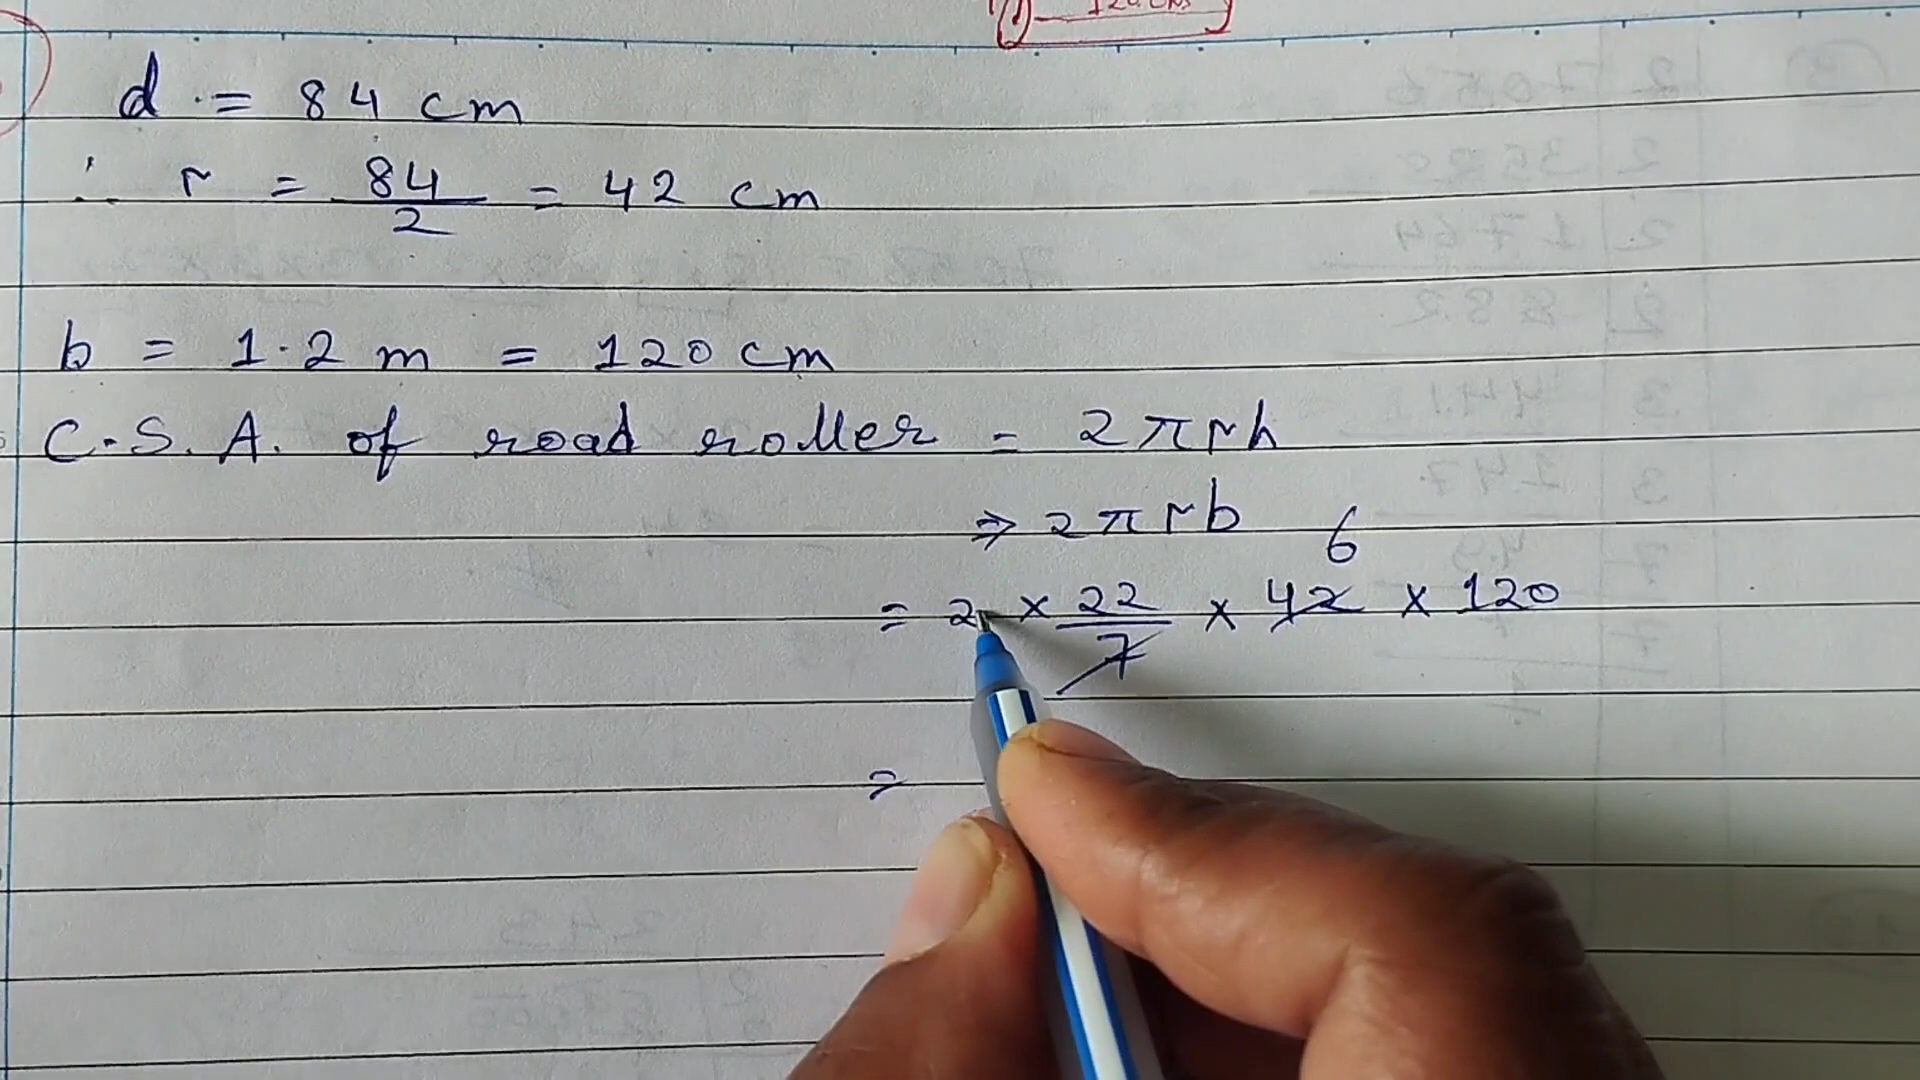 d = 84 cm
∴ r = 84/2 = 42 cm
b = 1.2 m = 120 cm
C.S.A. of road roller = 2πrh
⇒ 2πrb
6
= 2 × 22/7 × 42 × 120
=